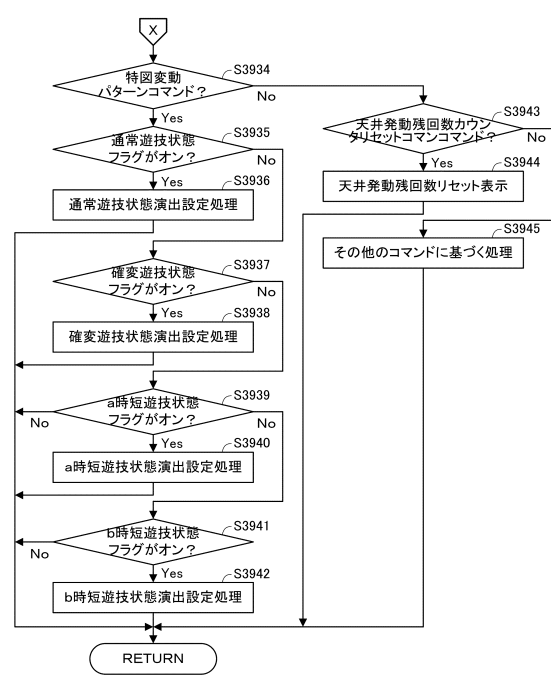 X
特図変動
パターンコマンド？
S3934
No
Yes
通常遊技状態
フラグがオン？
S3935
No
Yes
通常遊技状態演出設定処理
S3936
確変遊技状態
フラグがオン？
S3937
No
Yes
確変遊技状態演出設定処理
S3938
a時短遊技状態
フラグがオン？
S3939
No
No
Yes
a時短遊技状態演出設定処理
S3940
b時短遊技状態
フラグがオン？
S3941
No
Yes
b時短遊技状態演出設定処理
S3942
天井発動残回数カウン
タリセットコマンコマンド？
S3943
No
Yes
天井発動残回数リセット表示
S3944
その他のコマンドに基づく処理
S3945
RETURN